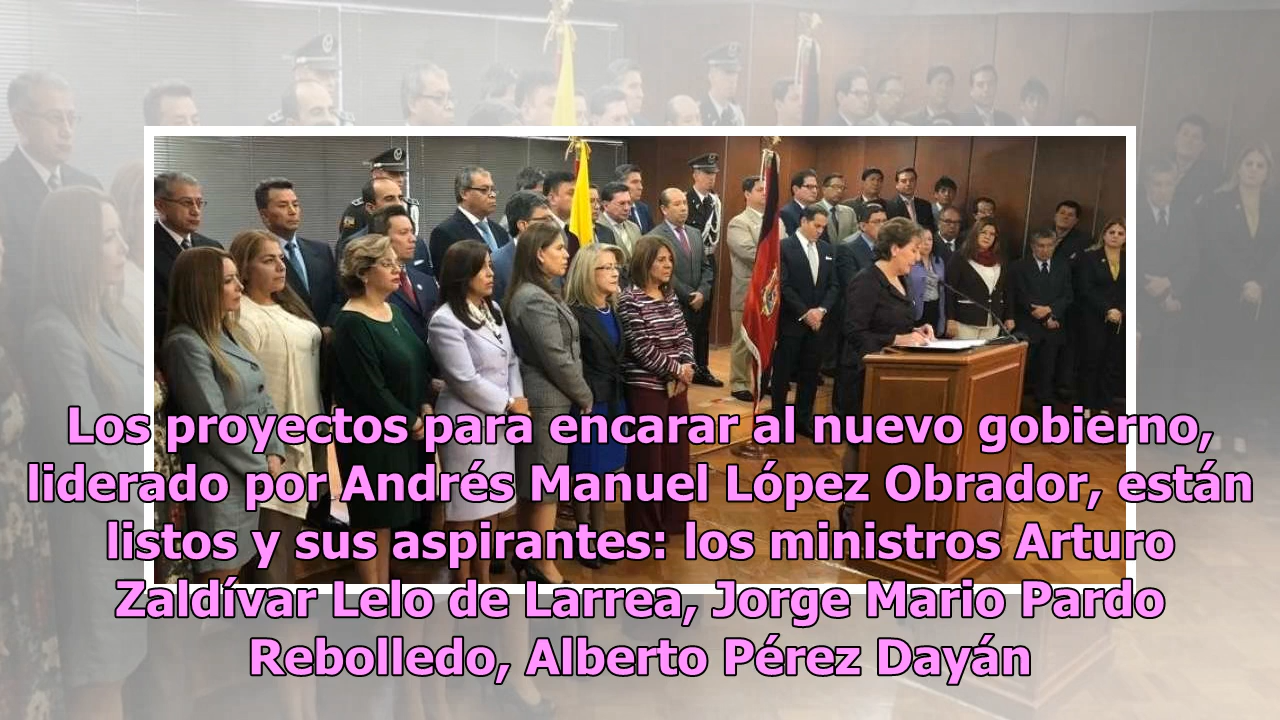 Los proyectos para encarar al nuevo gobierno,
liderado por Andrés Manuel López Obrador, están
listos y sus aspirantes: los ministros Arturo
Zaldívar Lelo de Larrea, Jorge Mario Pardo
Rebolledo, Alberto Pérez Dayán